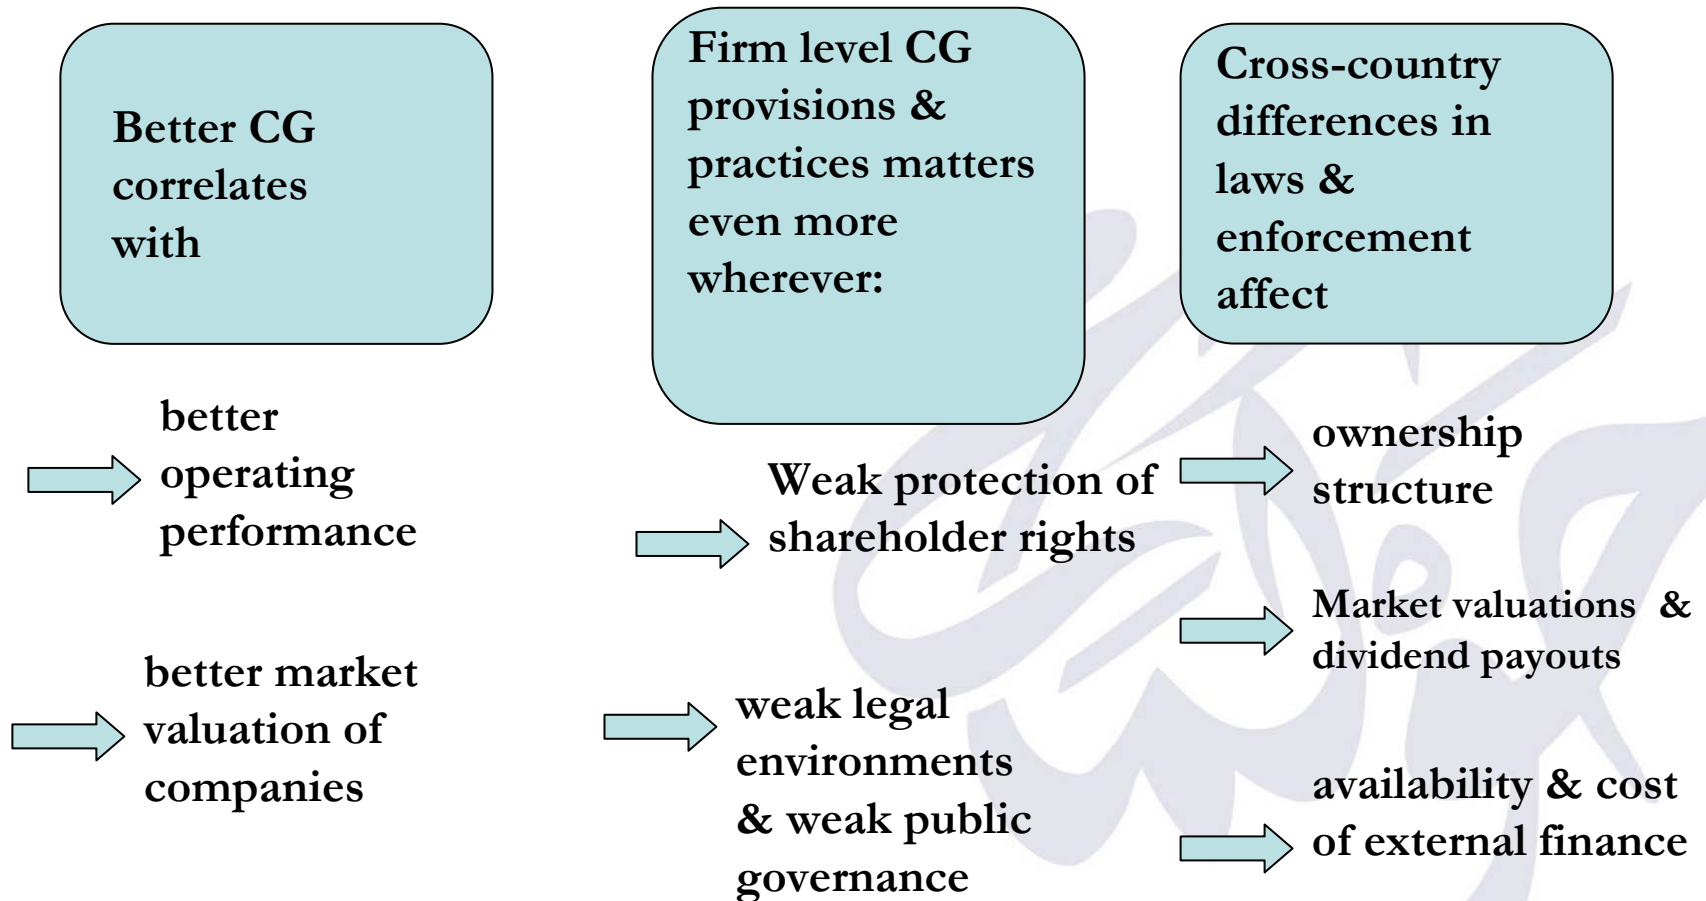 Better CG
correlates
with
better
operating
performance
better market
valuation of
companies
Firm level CG
provisions &
practices matters
even more
wherever:
Weak protection of
shareholder rights
weak legal
environments
& weak public
governance
Cross-country
differences in
laws &
enforcement
affect
ownership
structure
Market valuations &
dividend payouts
availability & cost
of external finance